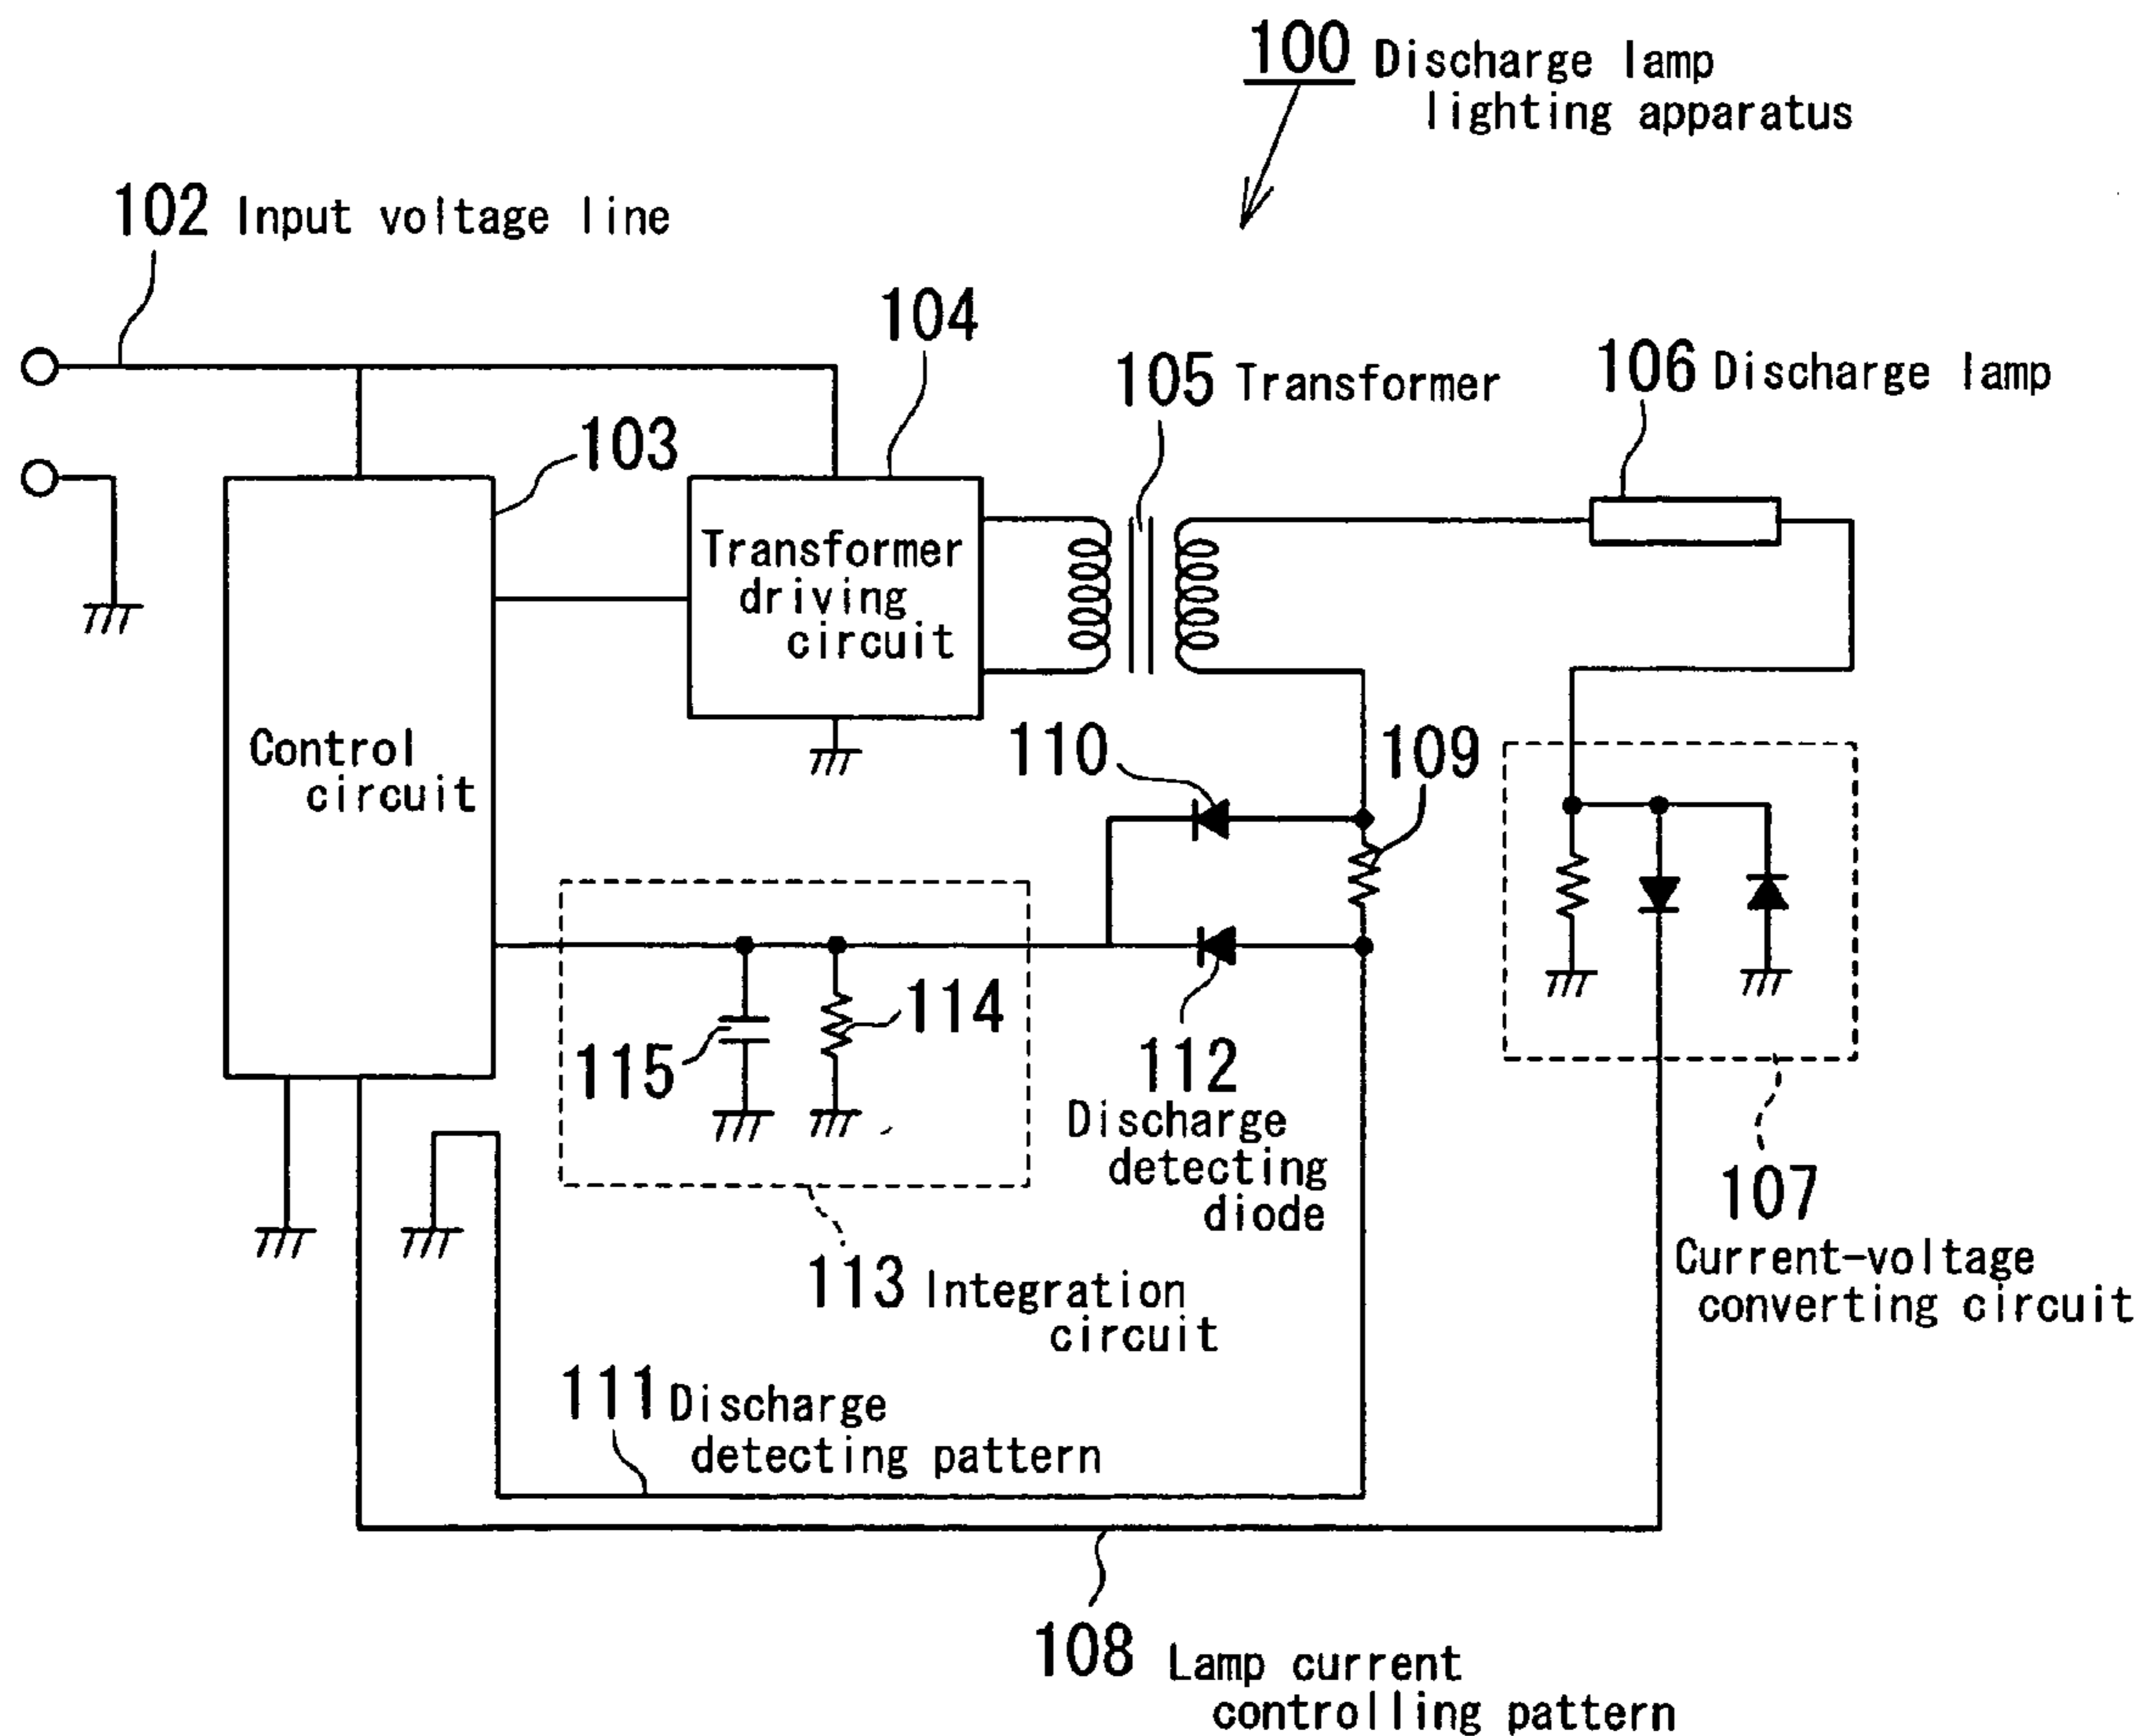 100 Discharge lamp
lighting apparatus
102 Input voltage line
104
105 Transformer
106 Discharge lamp
103
Transformer
driving
circuit
Control
circuit
110
109
115
114
112
Discharge
detecting
diode
107
Current-voltage
converting circuit
113 Integration
circuit
111 Discharge
detecting pattern
108 Lamp current
controlling pattern